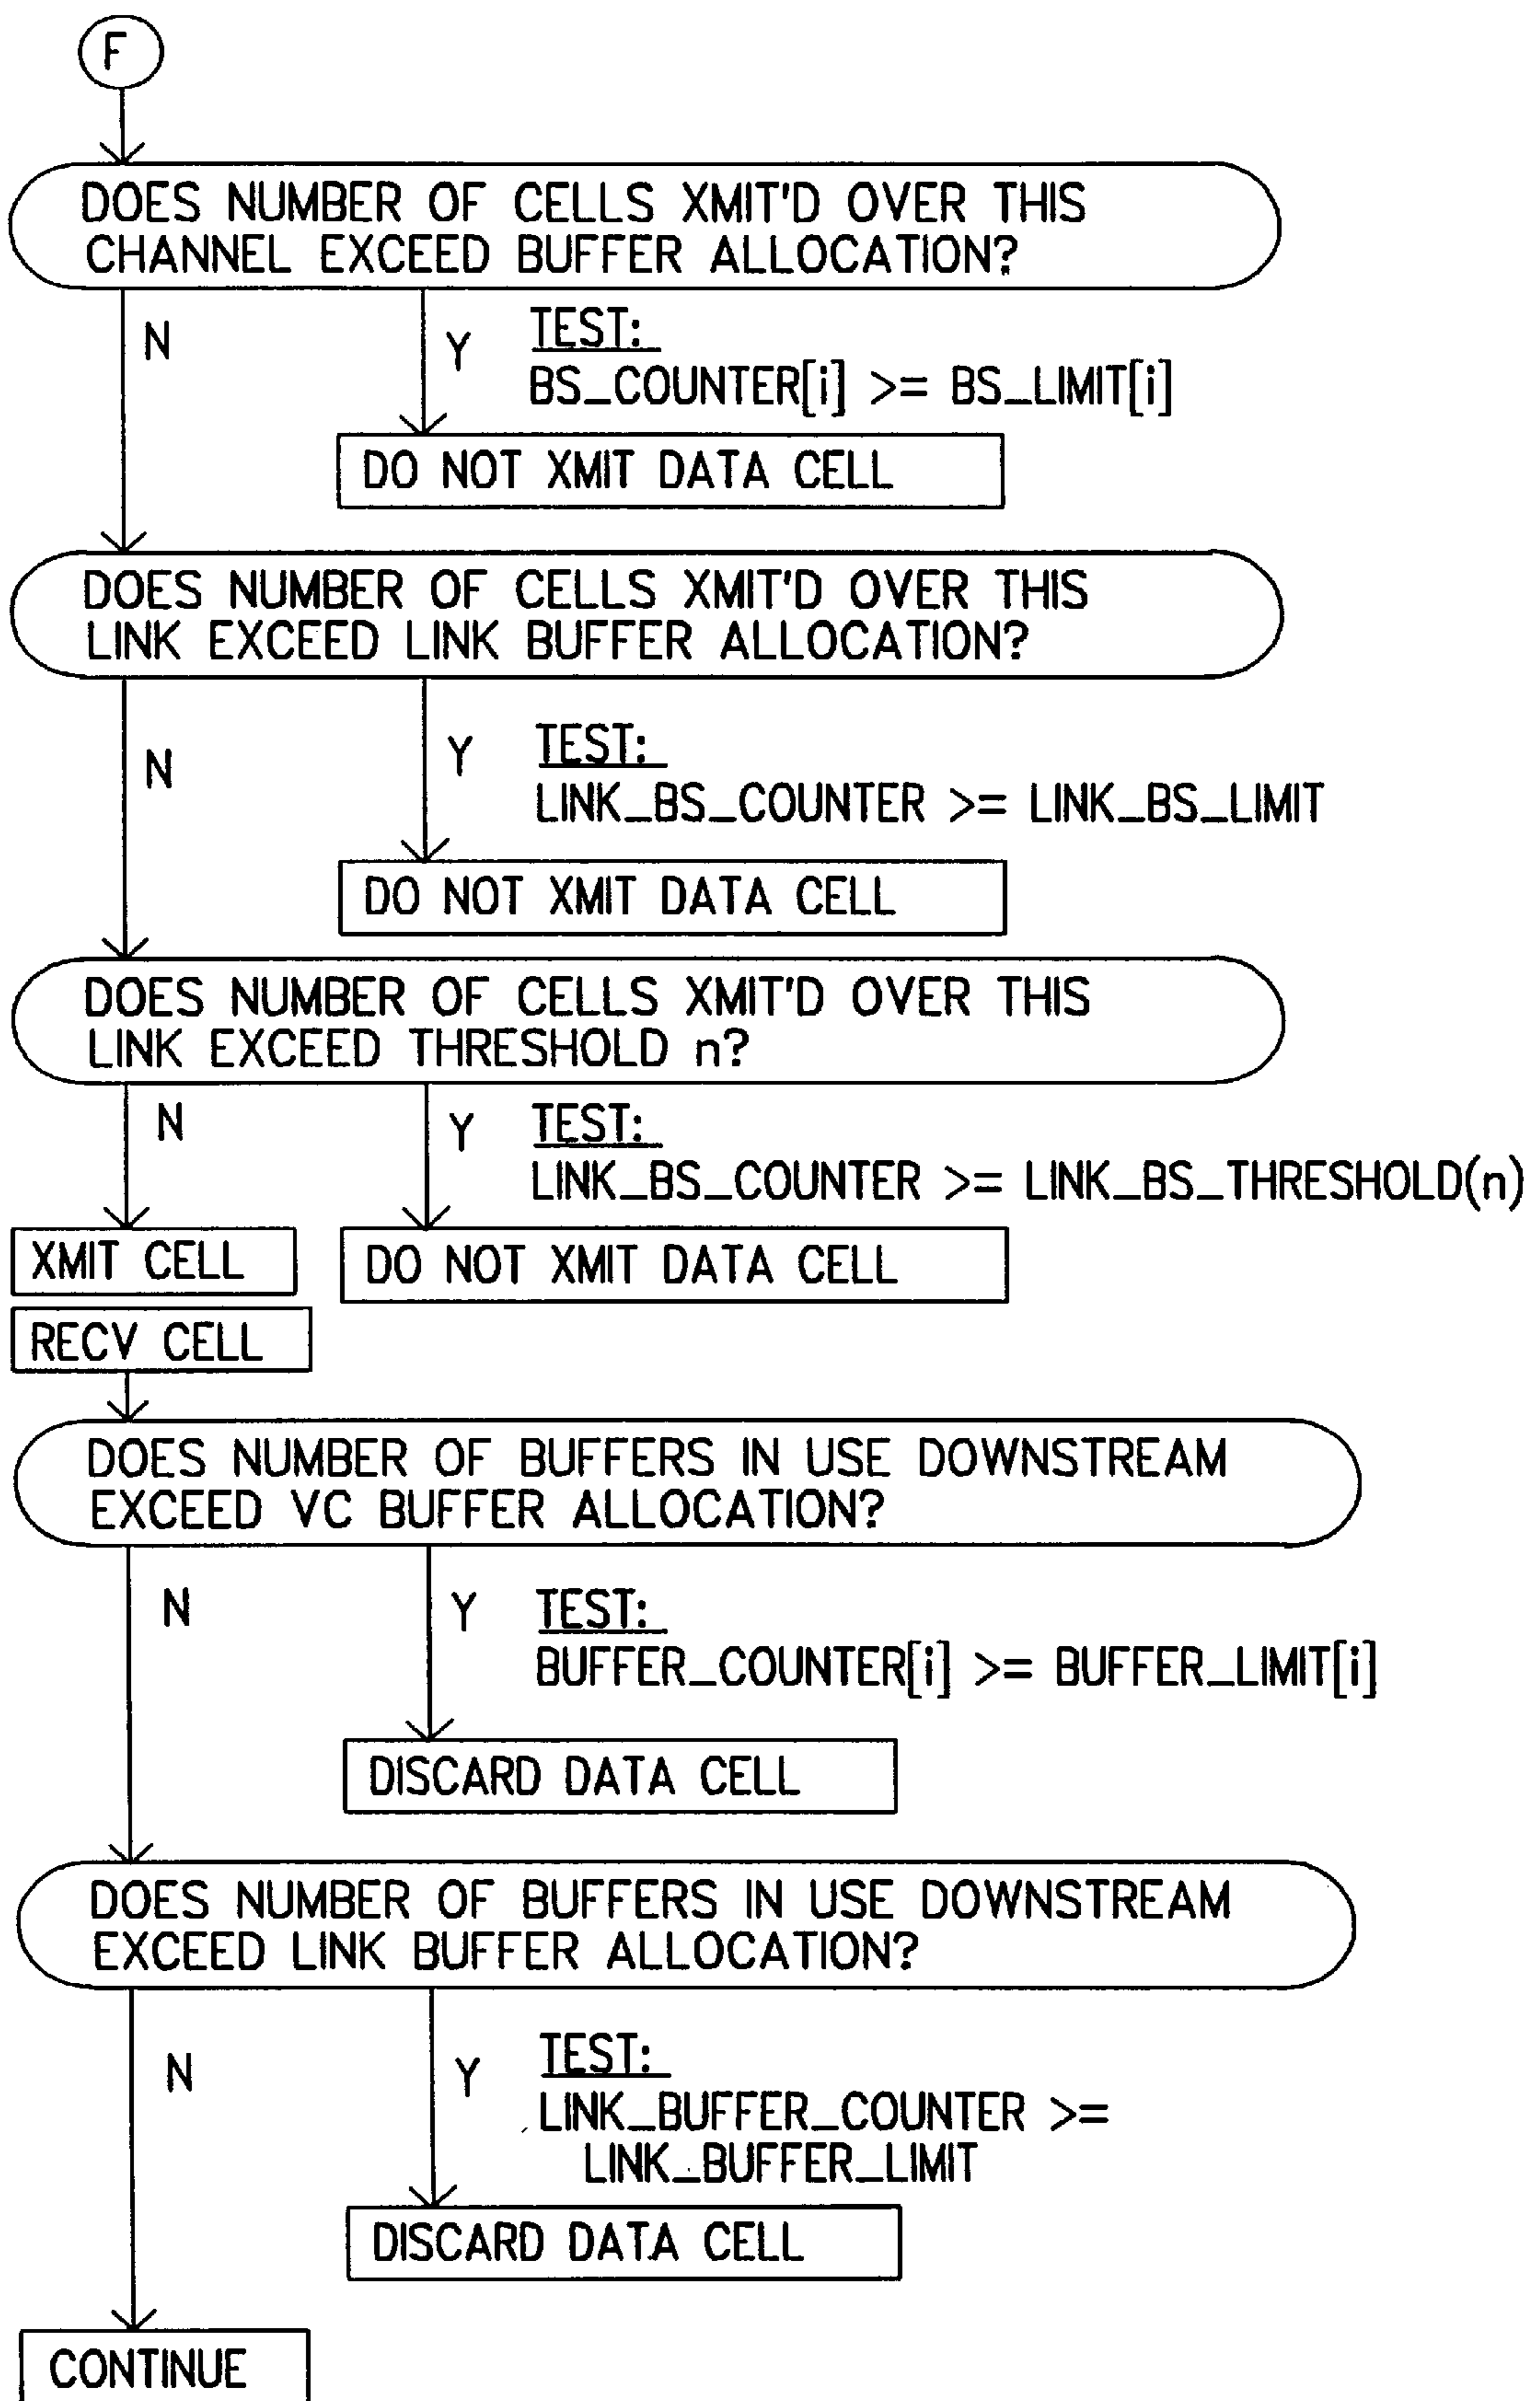 F
DOES NUMBER OF CELLS XMIT'D OVER THIS
CHANNEL EXCEED BUFFER ALLOCATION?
N
Y
TEST:
BS_COUNTER[i] >= BS_LIMIT[i]
DO NOT XMIT DATA CELL
DOES NUMBER OF CELLS XMIT'D OVER THIS
LINK EXCEED LINK BUFFER ALLOCATION?
N
Y
TEST:
LINK_BS_COUNTER >= LINK_BS_LIMIT
DO NOT XMIT DATA CELL
DOES NUMBER OF CELLS XMIT'D OVER THIS
LINK EXCEED THRESHOLD n?
N
Y
TEST:
LINK_BS_COUNTER >= LINK_BS_THRESHOLD(n)
XMIT CELL
DO NOT XMIT DATA CELL
RECV CELL
DOES NUMBER OF BUFFERS IN USE DOWNSTREAM
EXCEED VC BUFFER ALLOCATION?
N
Y
TEST:
BUFFER_COUNTER[i] >= BUFFER_LIMIT[i]
DISCARD DATA CELL
DOES NUMBER OF BUFFERS IN USE DOWNSTREAM
EXCEED LINK BUFFER ALLOCATION?
N
Y
TEST:
LINK_BUFFER_COUNTER >=
LINK_BUFFER_LIMIT
DISCARD DATA CELL
CONTINUE